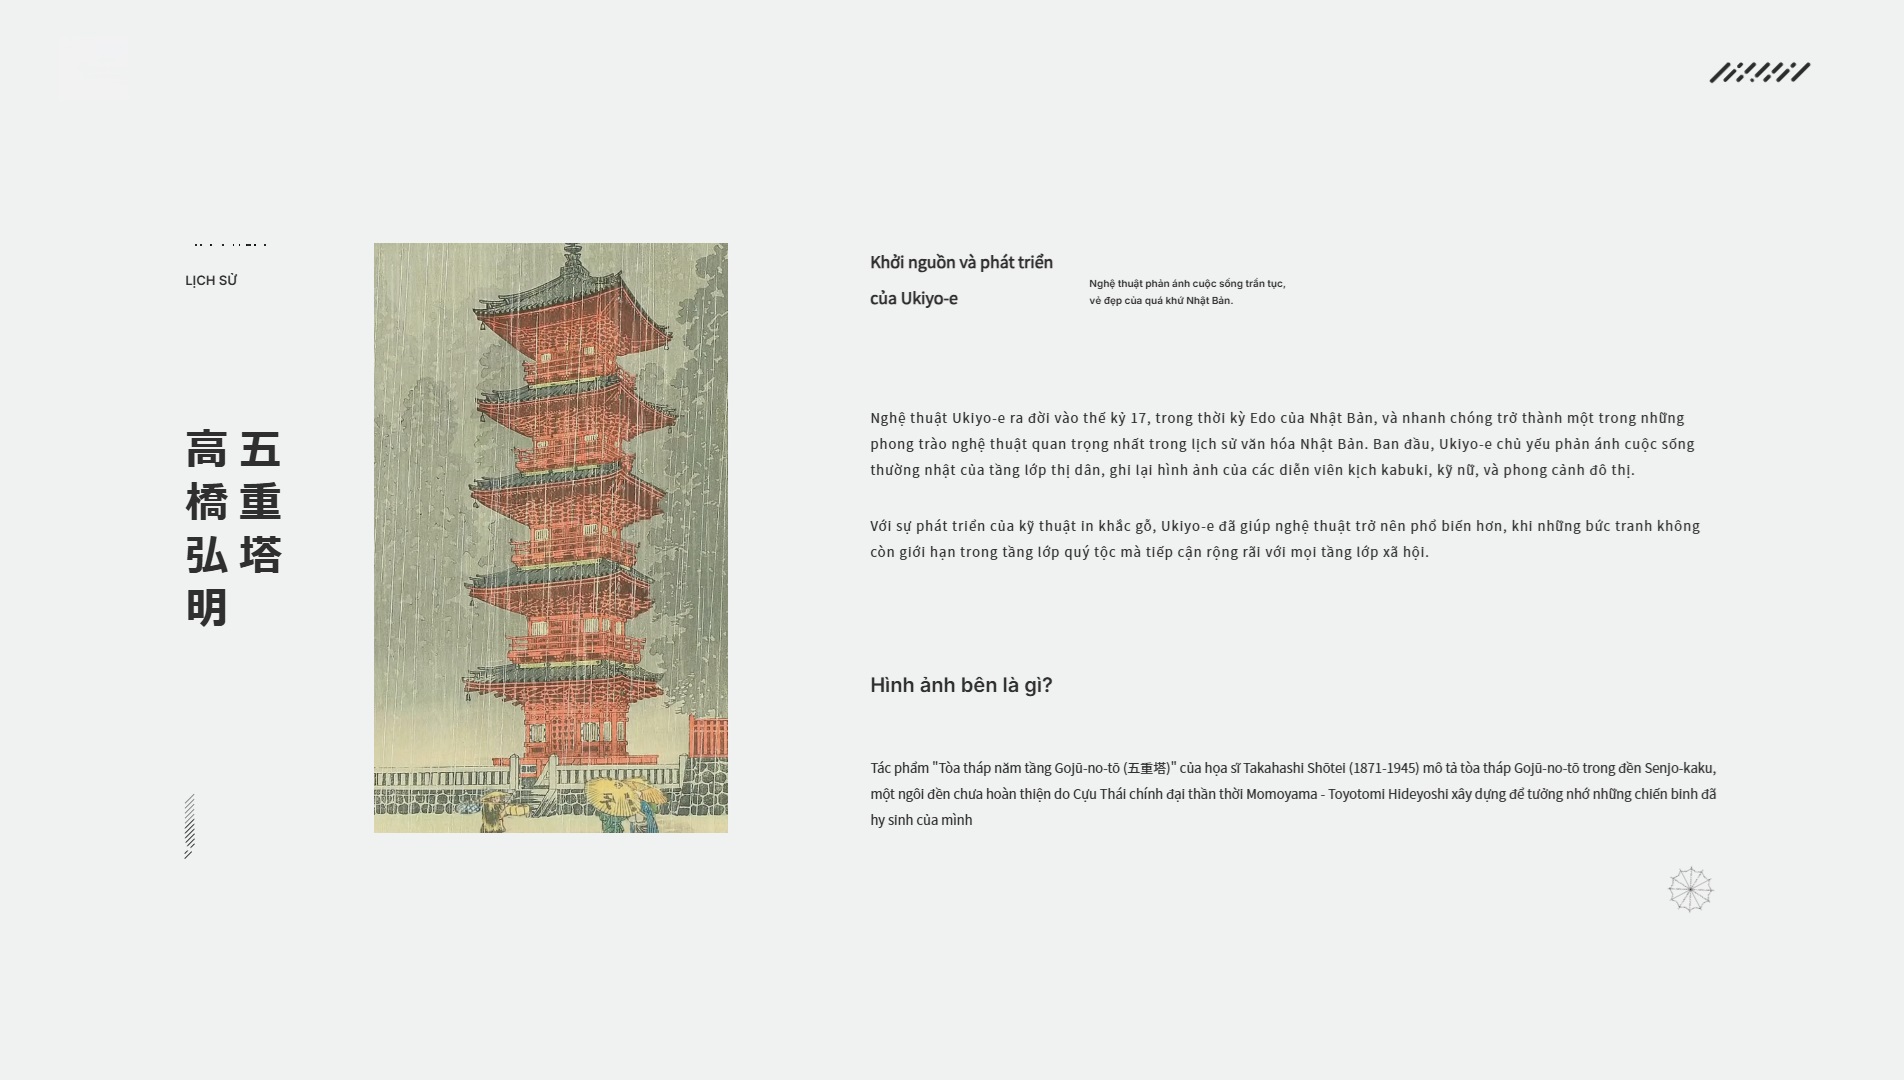 LỊCH SỬ
五重塔
高橋弘明
Khởi nguồn và phát triển
của Ukiyo-e
Nghệ thuật phản ánh cuộc sống trần tục,
vẻ đẹp của quá khứ Nhật Bản.
Nghệ thuật Ukiyo-e ra đời vào thế kỷ 17, trong thời kỳ Edo của Nhật Bản, và nhanh chóng trở thành một trong những
phong trào nghệ thuật quan trọng nhất trong lịch sử văn hóa Nhật Bản. Ban đầu, Ukiyo-e chủ yếu phản ánh cuộc sống
thường nhật của tầng lớp thị dân, ghi lại hình ảnh của các diễn viên kịch kabuki, kỹ nữ, và phong cảnh đô thị.
Với sự phát triển của kỹ thuật in khắc gỗ, Ukiyo-e đã giúp nghệ thuật trở nên phổ biến hơn, khi những bức tranh không
còn giới hạn trong tầng lớp quý tộc mà tiếp cận rộng rãi với mọi tầng lớp xã hội.
Hình ảnh bên là gì?
Tác phẩm "Tòa tháp năm tầng Gojū-no-tō (五重塔)" của họa sĩ Takahashi Shōtei (1871-1945) mô tả tòa tháp Gojū-no-tō trong đền Senjo-kaku,
một ngôi đền chưa hoàn thiện do Cựu Thái chính đại thần thời Momoyama - Toyotomi Hideyoshi xây dựng để tưởng nhớ những chiến binh đã
hy sinh của mình